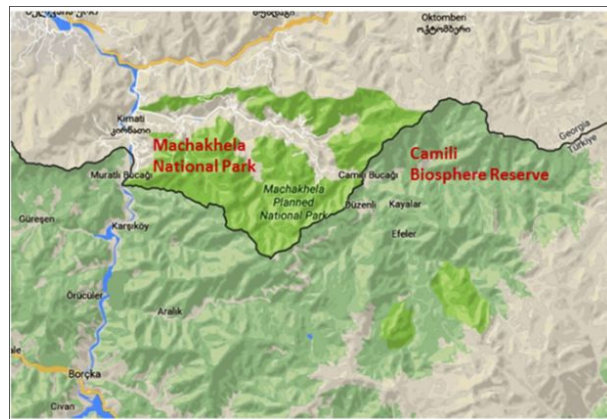 Oktomberi
ოქტომბერი
Kirnati
კირნათი
Machakhela
National Park
Camili
Biosphere Reserve
Georgia
Türkiye
Muratlı Bucağı
Camili Bucağı
Machakhela
Planned
National Park
Düzenli
Kayalar
Güreşen
Karşıköy
Efeler
Örücüler
Aralık
Borçka
Civan